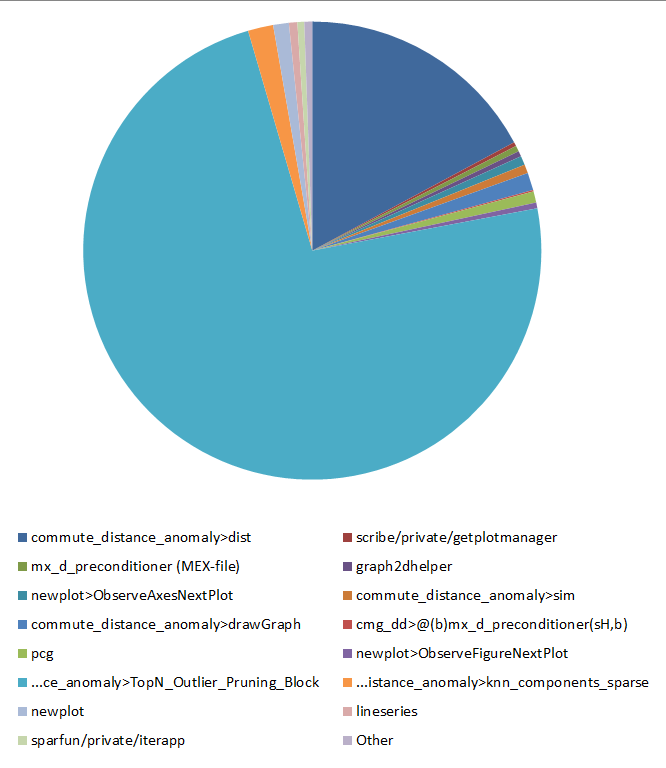 commute_distance_anomaly>dist
scribe/private/getplotmanager
mx_d_preconditioner (MEX-file)
graph2dhelper
newplot>ObserveAxesNextPlot
commute_distance_anomaly>sim
commute_distance_anomaly>drawGraph
cmg_dd>@(b)mx_d_preconditioner(sH,b)
pcg
newplot>ObserveFigureNextPlot
...ce_anomaly>TopN_Outlier_Pruning_Block
...istance_anomaly>knn_components_sparse
newplot
lineseries
sparfun/private/iterapp
Other